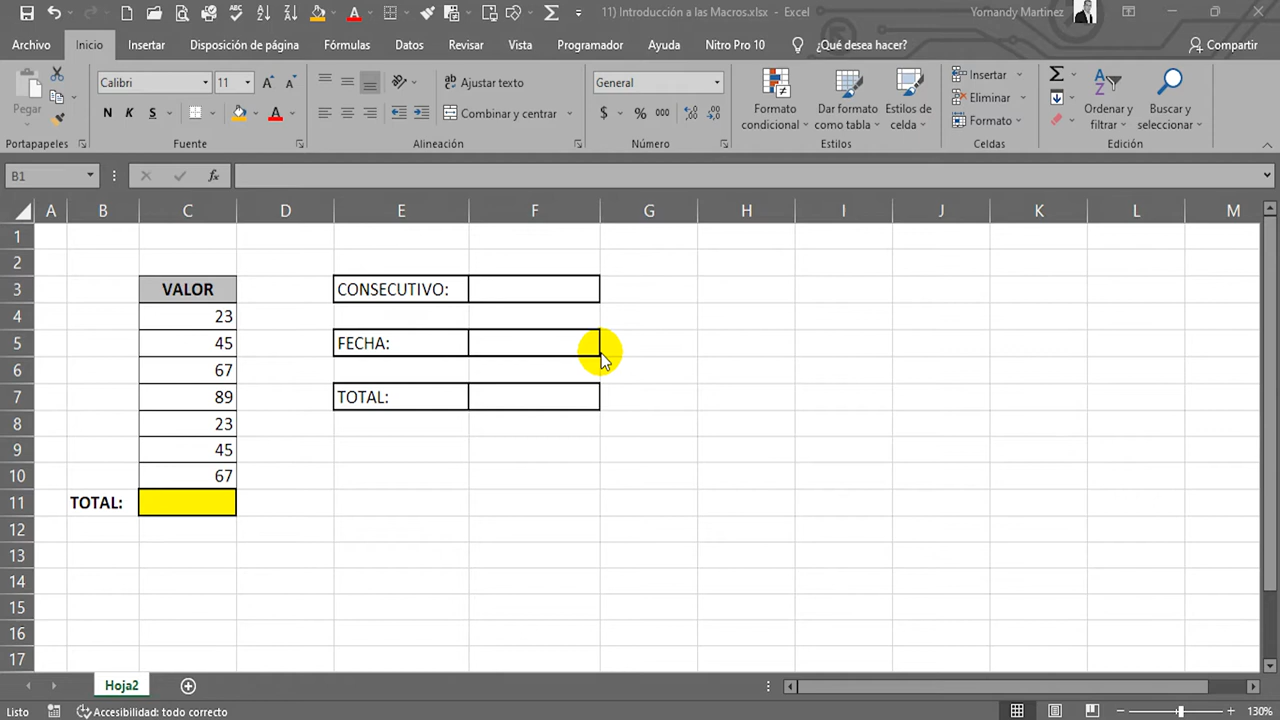 11) Introducción a las Macros.xlsx - Excel
Yomandy Martinez
Archivo Inicio Insertar Disposición de página Fórmulas Datos Revisar Vista Programador Ayuda Nitro Pro 10 ¿Qué desea hacer? Compartir
Pegar
Calibri 11
N K S
Ajustar texto
Combinar y centrar
General
$ % 000
Formato condicional
Dar formato como tabla
Estilos de celda
Insertar
Eliminar
Formato
Ordenar y filtrar
Buscar y seleccionar
Portapapeles Fuente Alineación Número Estilos Celdas Edición
B1 fx
A B C D E F G H I J K L M
1
2
3 VALOR CONSECUTIVO:
4 23
5 45 FECHA:
6 67
7 89 TOTAL:
8 23
9 45
10 67
11 TOTAL:
12
13
14
15
16
17
Hoja2
Listo Accesibilidad: todo correcto 130%